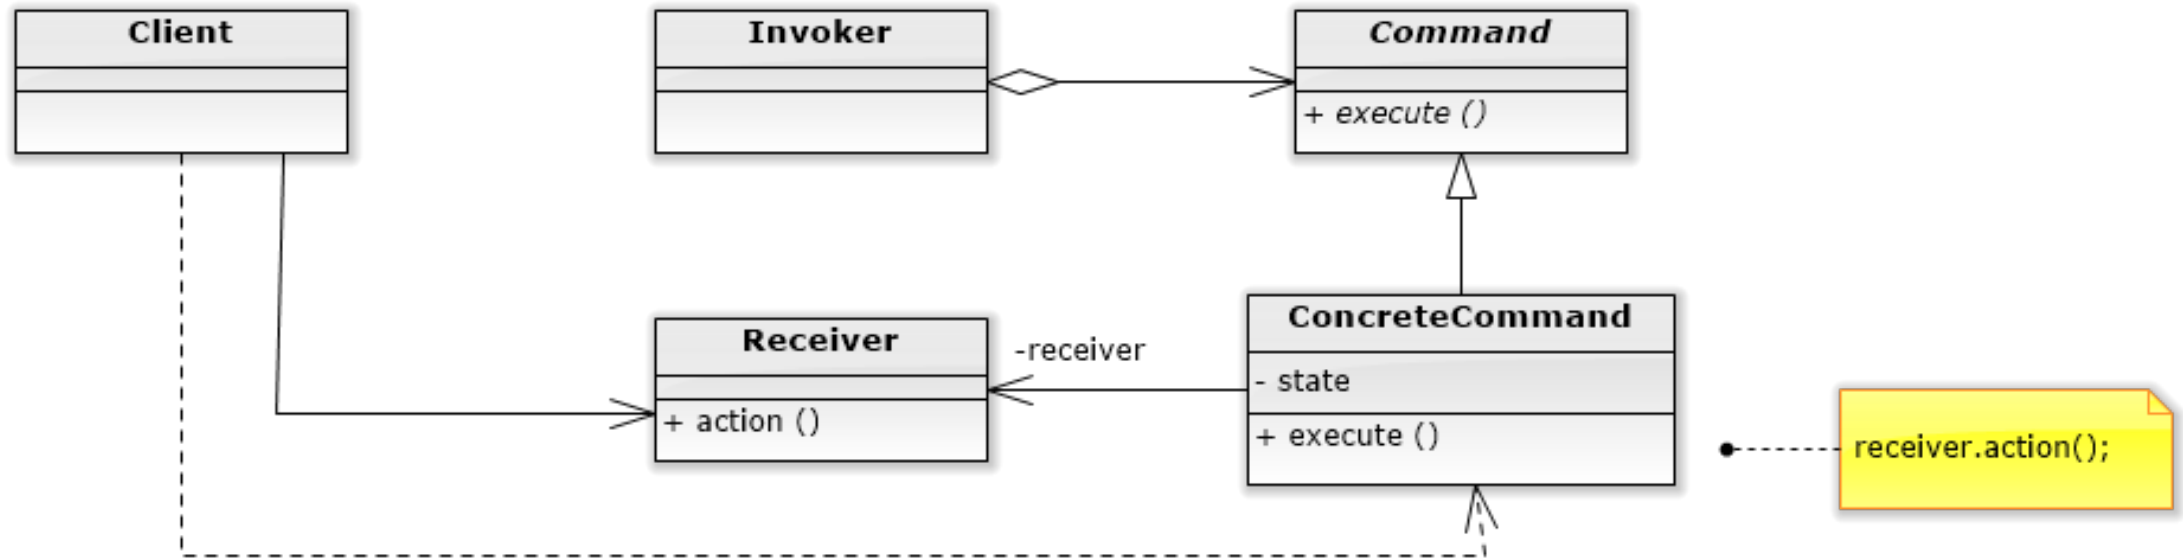 Client
Invoker
Command
+ execute ()
Receiver
+ action ()
-receiver
ConcreteCommand
- state
+ execute ()
receiver.action();